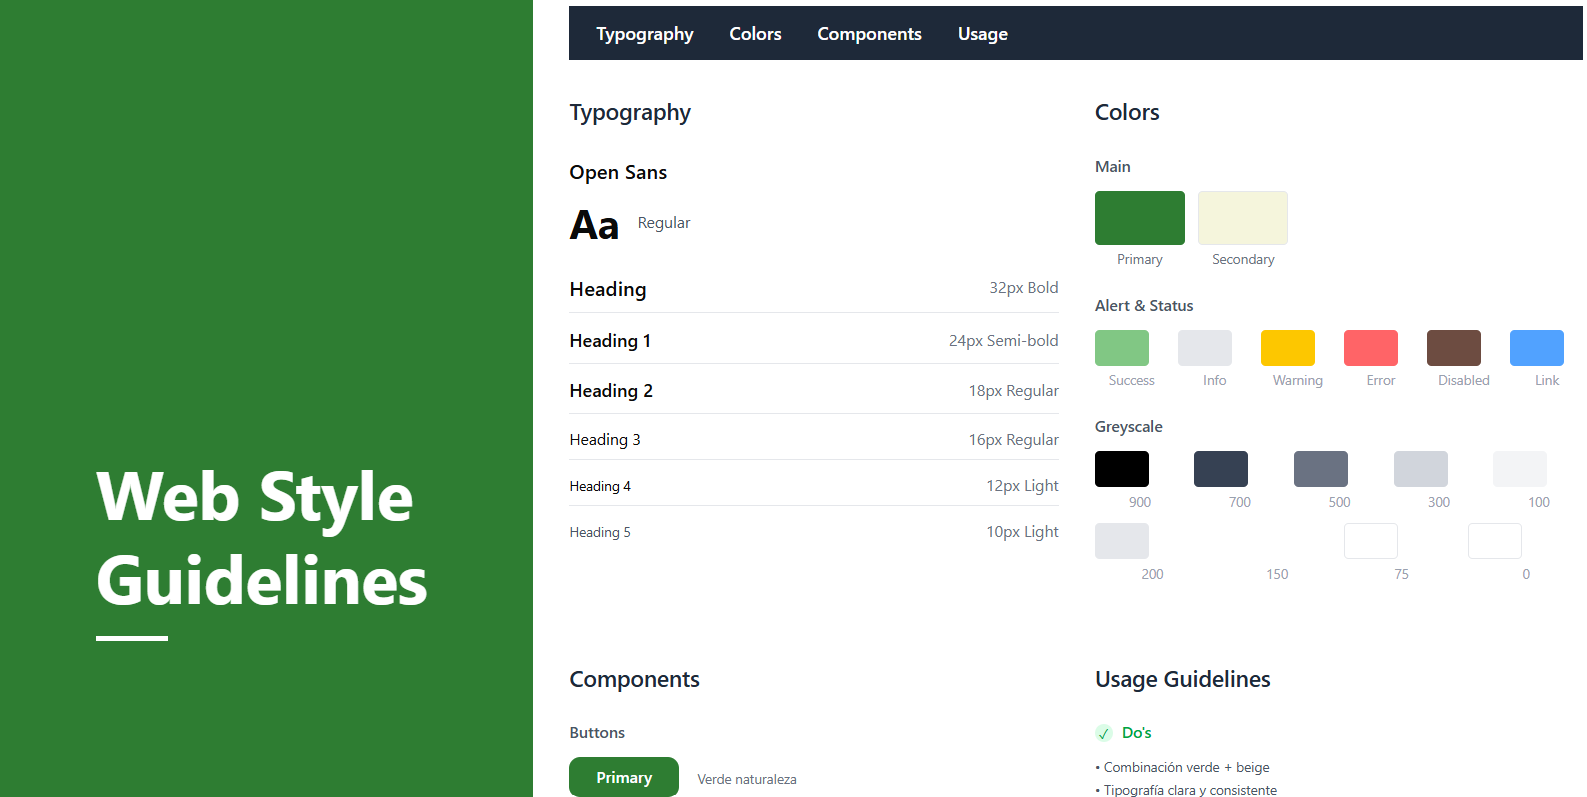 Web Style
Guidelines
Typography Colors Components Usage
Typography
Open Sans
Aa Regular
Heading 32px Bold
Heading 1 24px Semi-bold
Heading 2 18px Regular
Heading 3 16px Regular
Heading 4 12px Light
Heading 5 10px Light
Colors
Main
Primary Secondary
Alert & Status
Success Info Warning Error Disabled Link
Greyscale
900 700 500 300 100
200 150 75 0
Components
Buttons
Primary Verde naturaleza
Usage Guidelines
✓ Do's
• Combinación verde + beige
• Tipografía clara y consistente